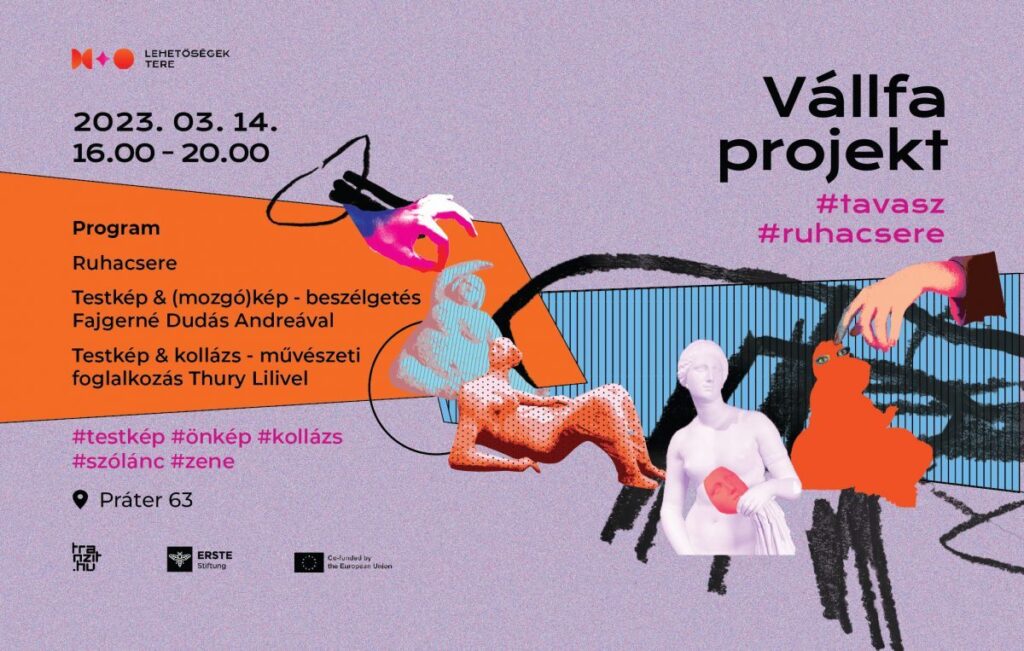 LEHETŐSÉGEK
TERE
2023. 03. 14.
16.00 – 20.00
Vállfa
projekt
#tavasz
#ruhacsere
Program
Ruhacsere
Testkép & (mozgó)kép - beszélgetés
Fajgerné Dudás Andreával
Testkép & kollázs - művészeti
foglalkozás Thury Lilivel
#testkép #önkép #kollázs
#szólánc #zene
Práter 63
tra
nzit
.hu
ERSTE
Stiftung
Co-funded by
the European Union